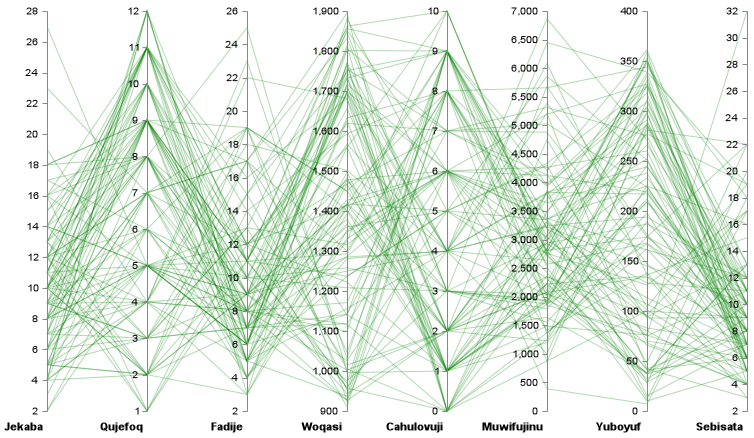 28 26 24 22 20 18 16 14 12 10 8 6 4 2
12 11 10 9 8 7 6 5 4 3 2 1
26 24 22 20 18 16 14 12 10 8 6 4 2
1,900 1,800 1,700 1,600 1,500 1,400 1,300 1,200 1,100 1,000 900
10 9 8 7 6 5 4 3 2 1 0
7,000 6,500 6,000 5,500 5,000 4,500 4,000 3,500 3,000 2,500 2,000 1,500 1,000 500 0
400 350 300 250 200 150 100 50 0
32 30 28 26 24 22 20 18 16 14 12 10 8 6 4 2
Jekaba Qujefoq Fadije Woqasi Cahulovuji Muwifujinu Yuboyuf Sebisata